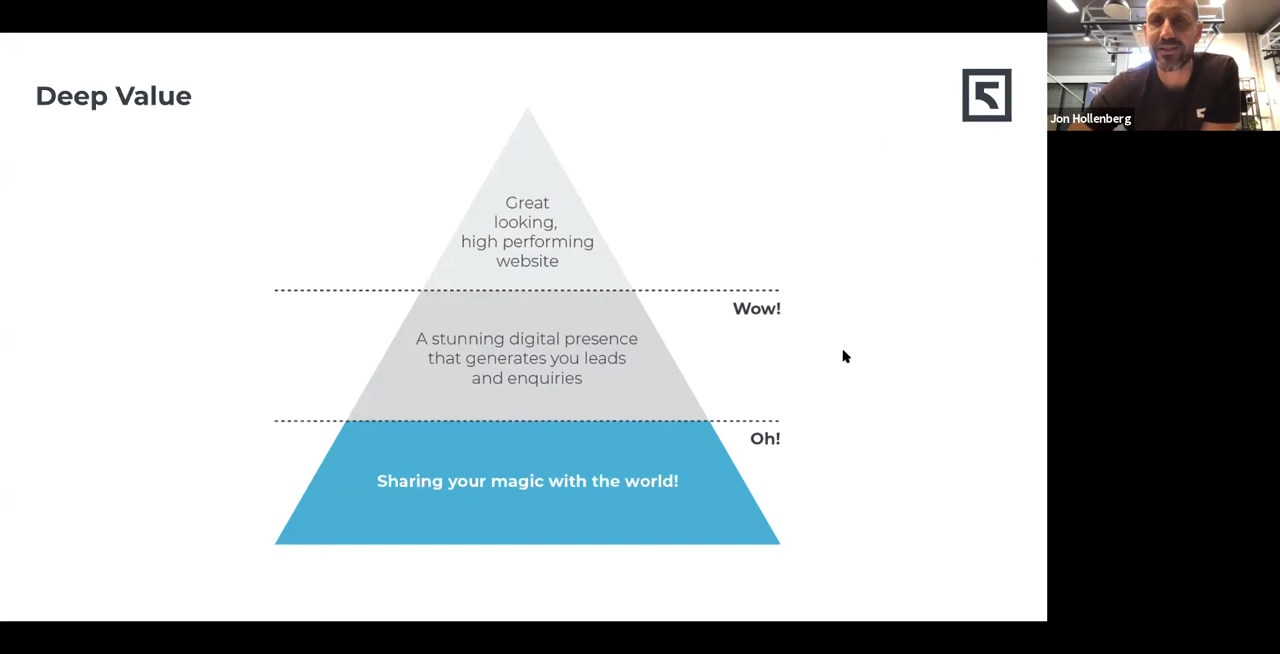 Deep Value
5
Great
looking,
high performing
website
Wow!
A stunning digital presence
that generates you leads
and enquiries
Oh!
Sharing your magic with the world!
Jon Hollenberg